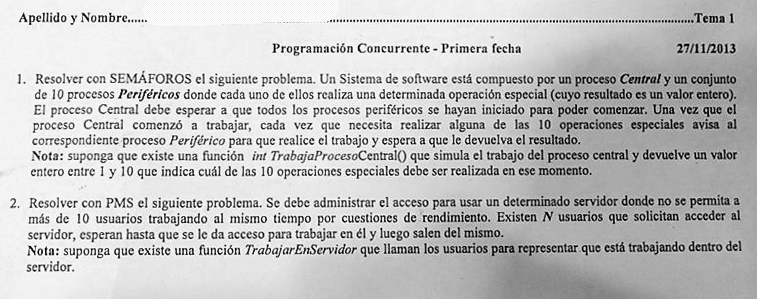 Apellido y Nombre...... ........................................................................................Tema 1
Programación Concurrente - Primera fecha 27/11/2013
1. Resolver con SEMÁFOROS el siguiente problema. Un Sistema de software está compuesto por un proceso Central y un conjunto
de 10 procesos Periféricos donde cada uno de ellos realiza una determinada operación especial (cuyo resultado es un valor entero).
El proceso Central debe esperar a que todos los procesos periféricos se hayan iniciado para poder comenzar. Una vez que el
proceso Central comenzó a trabajar, cada vez que necesita realizar alguna de las 10 operaciones especiales avisa al
correspondiente proceso Periférico para que realice el trabajo y espera a que le devuelva el resultado.
Nota: suponga que existe una función int TrabajaProcesoCentral() que simula el trabajo del proceso central y devuelve un valor
entero entre 1 y 10 que indica cuál de las 10 operaciones especiales debe ser realizada en ese momento.
2. Resolver con PMS el siguiente problema. Se debe administrar el acceso para usar un determinado servidor donde no se permita a
más de 10 usuarios trabajando al mismo tiempo por cuestiones de rendimiento. Existen N usuarios que solicitan acceder al
servidor, esperan hasta que se le da acceso para trabajar en él y luego salen del mismo.
Nota: suponga que existe una función TrabajarEnServidor que llaman los usuarios para representar que está trabajando dentro del
servidor.